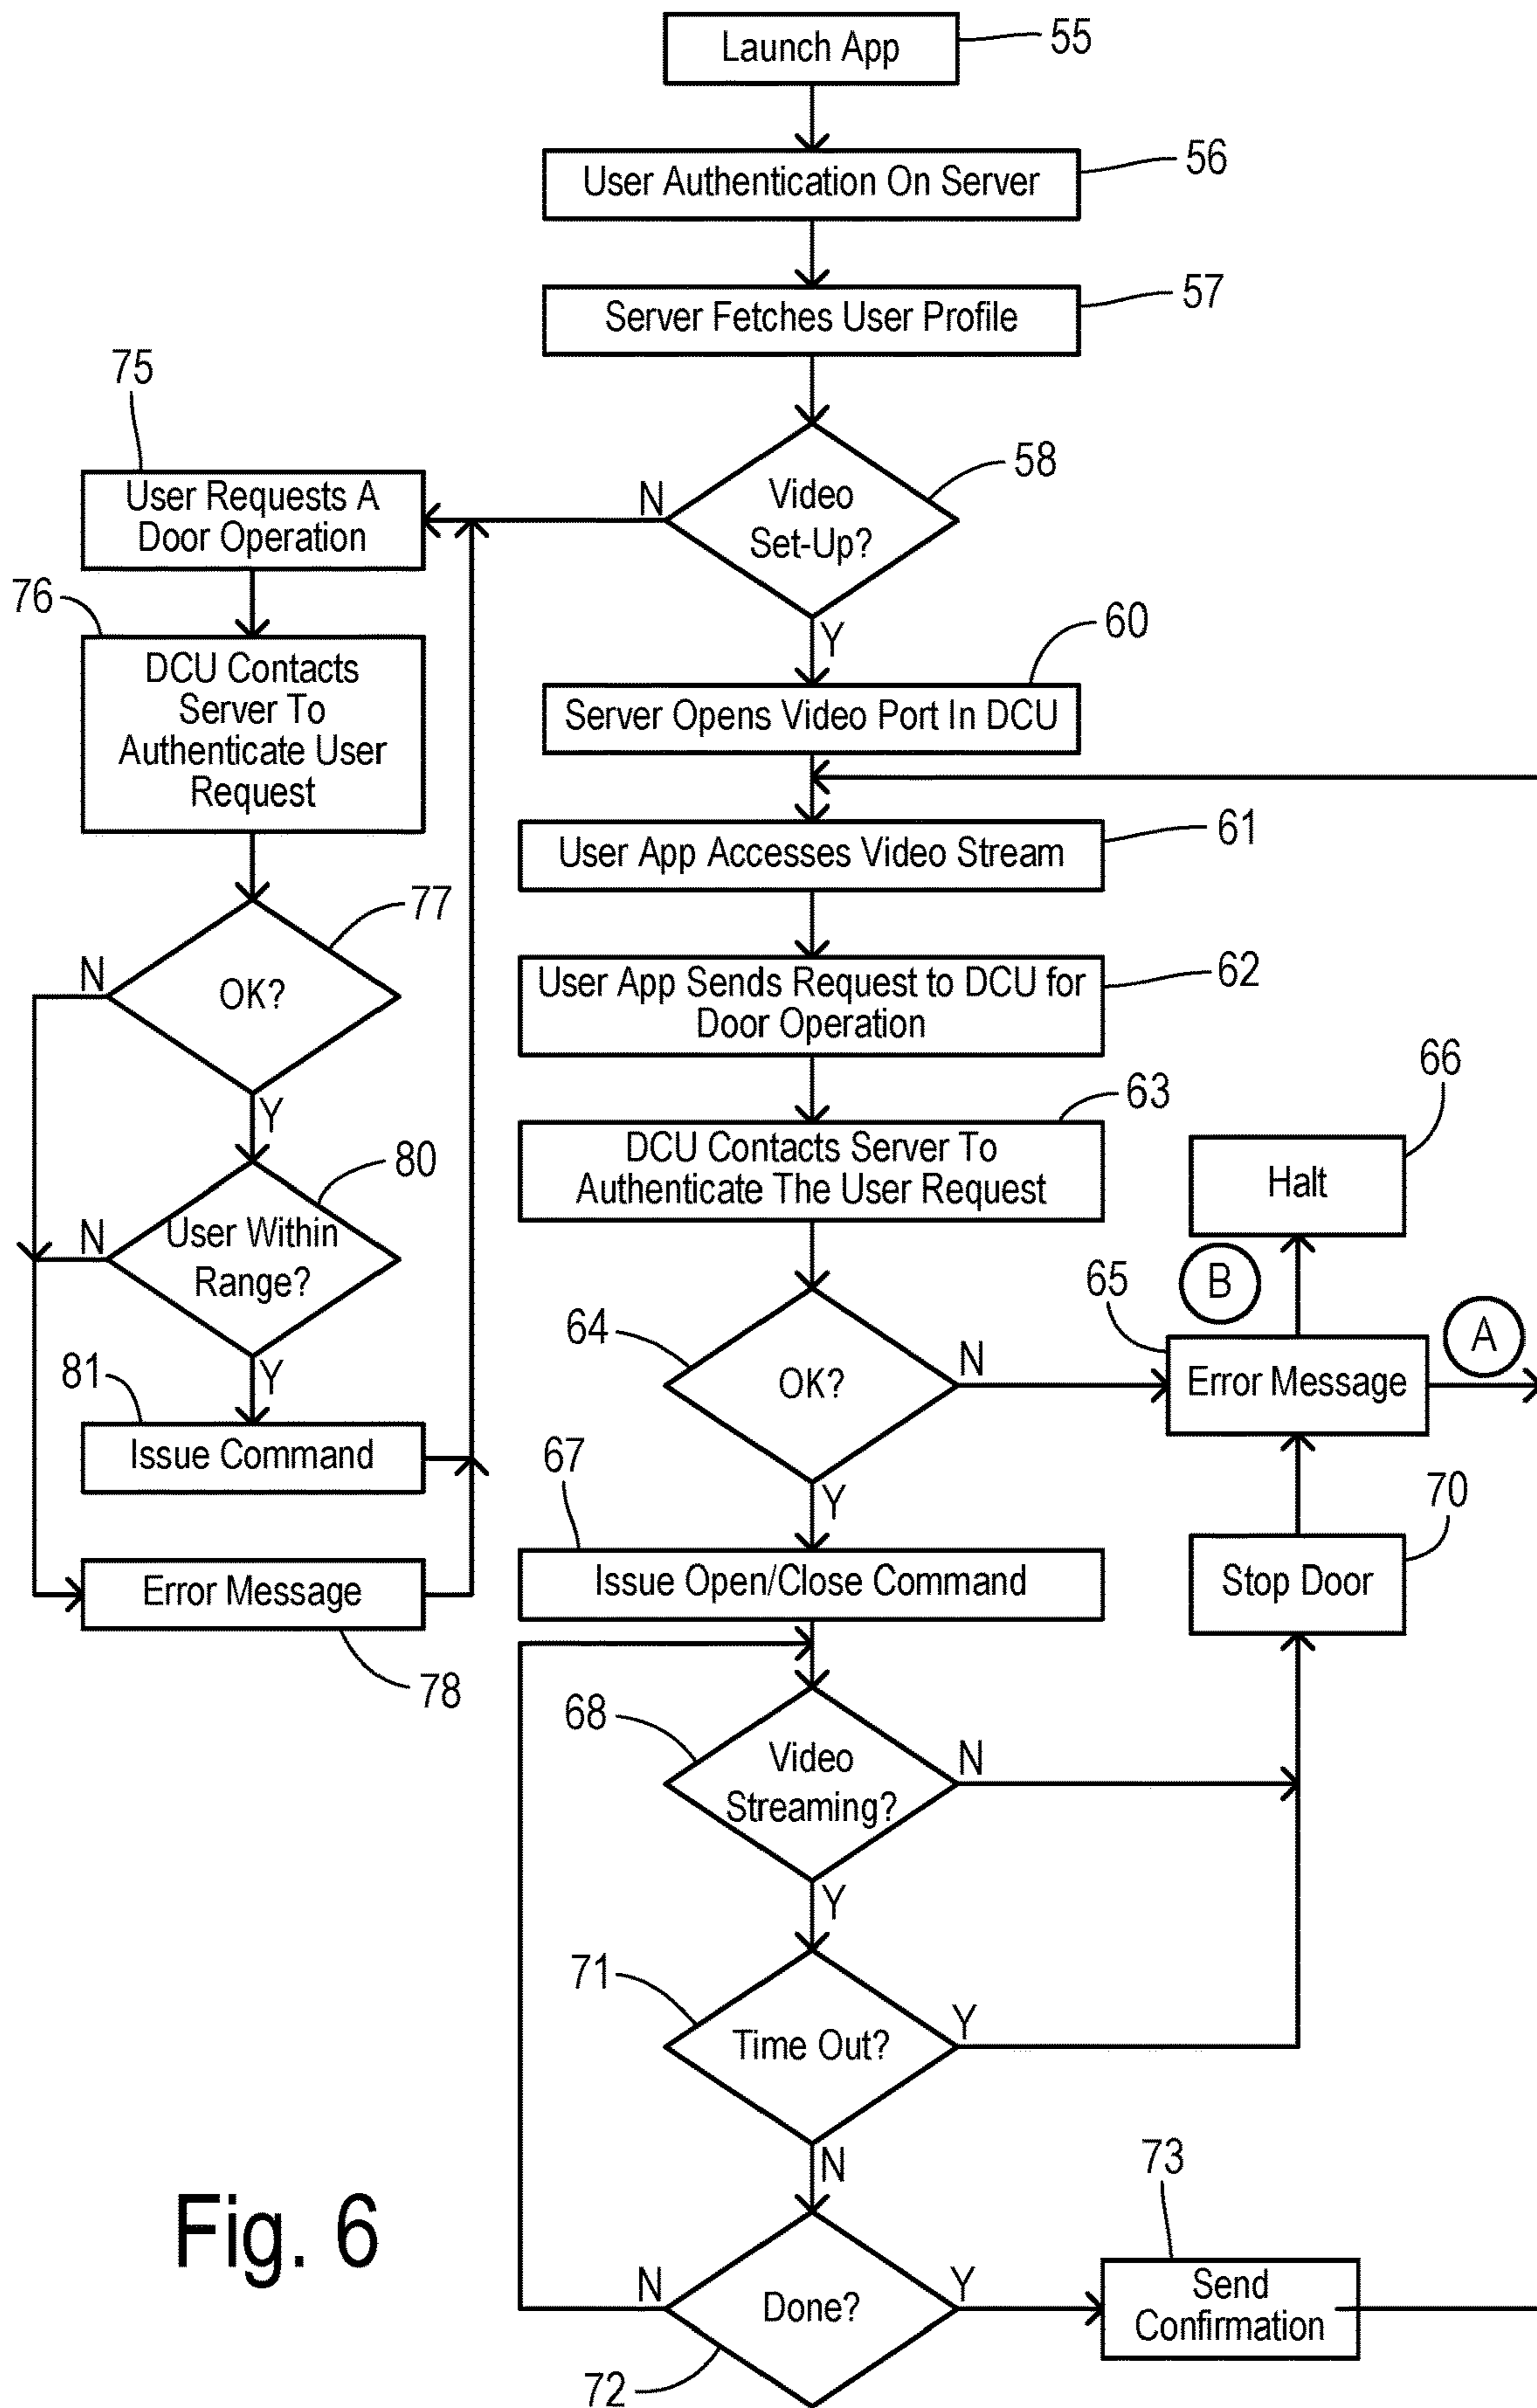 Launch App
55
User Authentication On Server
56
Server Fetches User Profile
57
75
58
Video
Set-Up?
N
Y
User Requests A
Door Operation
76
DCU Contacts
Server To
Authenticate User
Request
60
Server Opens Video Port In DCU
User App Accesses Video Stream
61
77
OK?
N
Y
User App Sends Request to DCU for
Door Operation
62
63
DCU Contacts Server To
Authenticate The User Request
66
Halt
80
User Within
Range?
N
Y
B
65
A
64
OK?
N
Y
Error Message
81
Issue Command
67
Issue Open/Close Command
70
Stop Door
Error Message
78
68
Video
Streaming?
N
Y
71
Time Out?
Y
N
73
Send
Confirmation
Done?
N
Y
72
Fig. 6